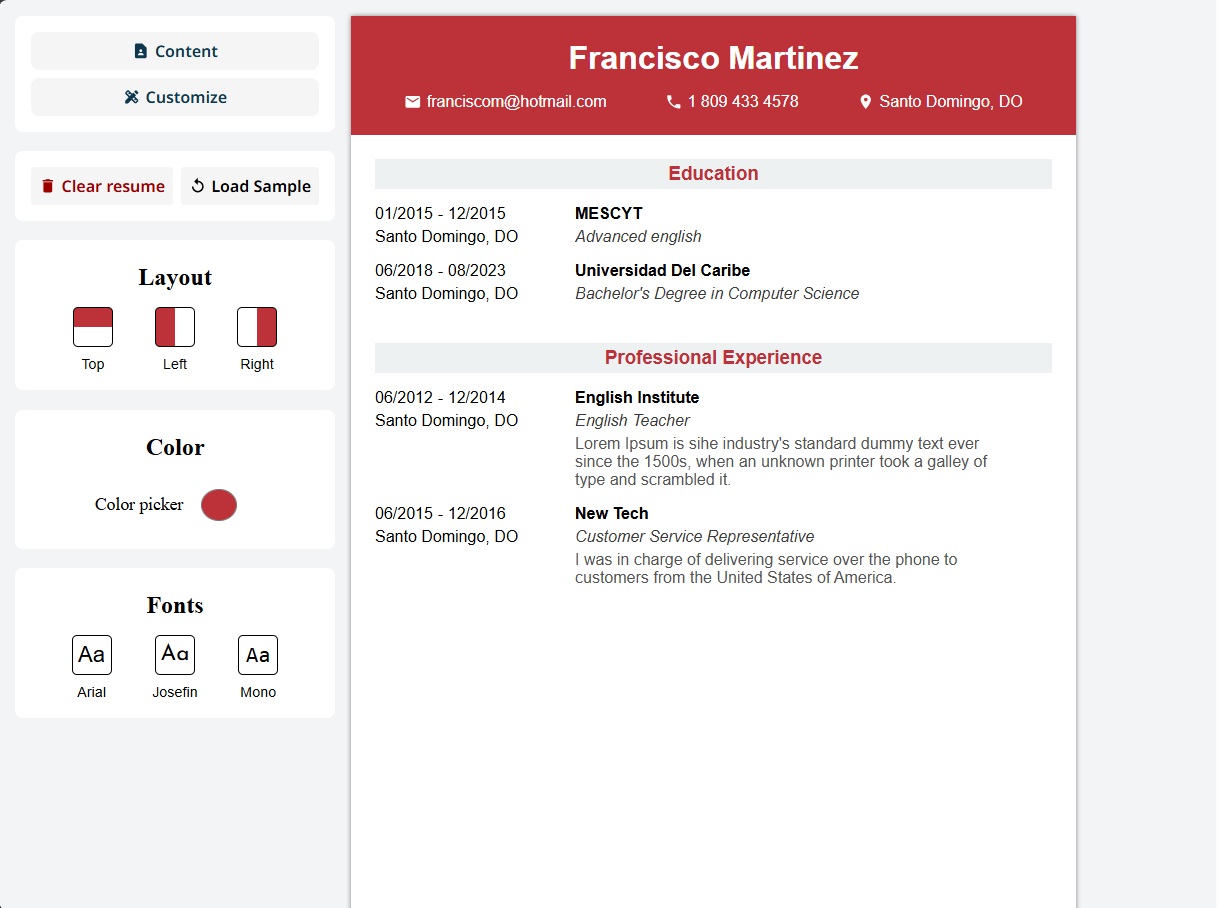 Content
Customize
Clear resume
Load Sample
Layout
Top
Left
Right
Color
Color picker
Fonts
Aa
Aa
Aa
Arial
Josefin
Mono
Francisco Martinez
franciscom@hotmail.com
1 809 433 4578
Santo Domingo, DO
Education
01/2015 - 12/2015
Santo Domingo, DO
MESCYT
Advanced english
06/2018 - 08/2023
Santo Domingo, DO
Universidad Del Caribe
Bachelor's Degree in Computer Science
Professional Experience
06/2012 - 12/2014
Santo Domingo, DO
English Institute
English Teacher
Lorem Ipsum is sihe industry's standard dummy text ever
since the 1500s, when an unknown printer took a galley of
type and scrambled it.
06/2015 - 12/2016
Santo Domingo, DO
New Tech
Customer Service Representative
I was in charge of delivering service over the phone to
customers from the United States of America.